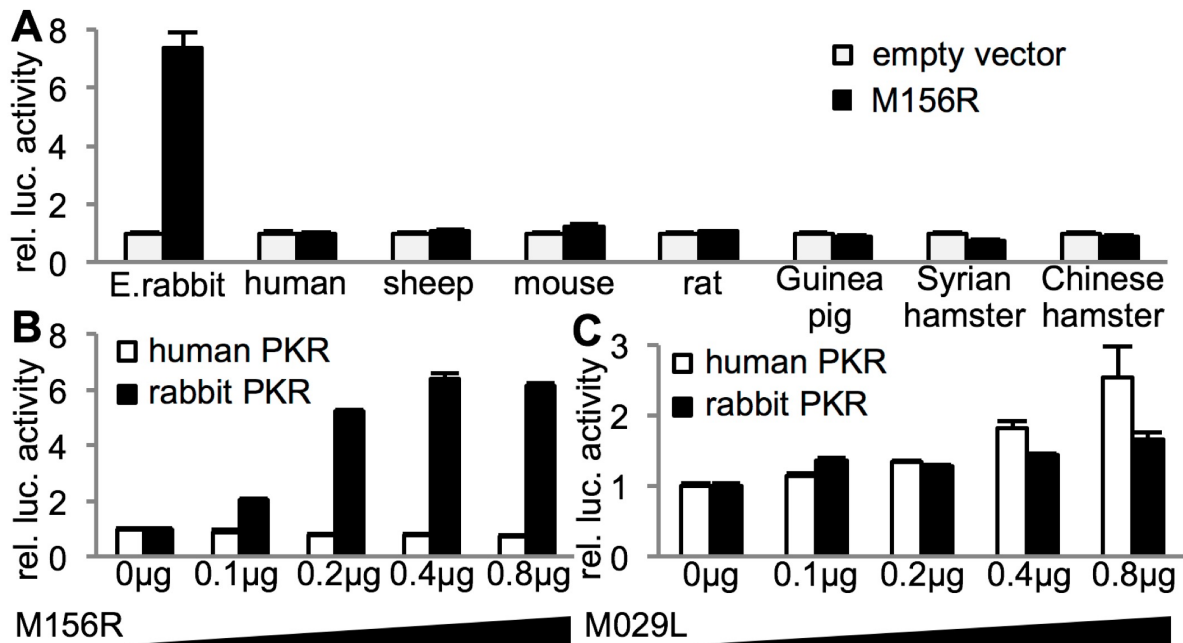 A
8
6
4
2
0
rel. luc. activity
empty vector
M156R
E.rabbit human sheep mouse rat Guinea pig Syrian hamster Chinese hamster
B
8
6
4
2
0
rel. luc. activity
human PKR
rabbit PKR
0µg 0.1µg 0.2µg 0.4µg 0.8µg
M156R
C
3
2
1
0
rel. luc. activity
human PKR
rabbit PKR
0µg 0.1µg 0.2µg 0.4µg 0.8µg
M029L